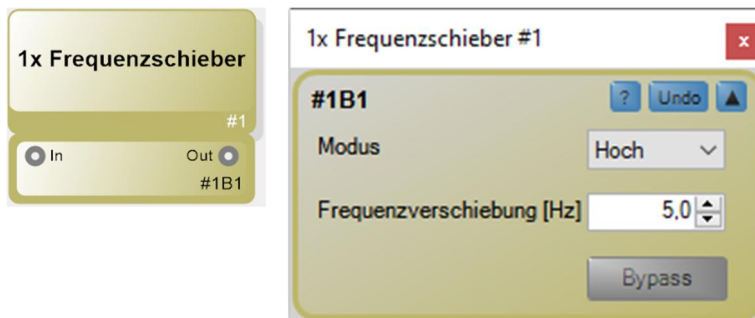 1x Frequenzschieber
#1
In Out
#1B1
1x Frequenzschieber #1 x
#1B1 ? Undo ▲
Modus Hoch
Frequenzverschiebung [Hz] 5,0
Bypass